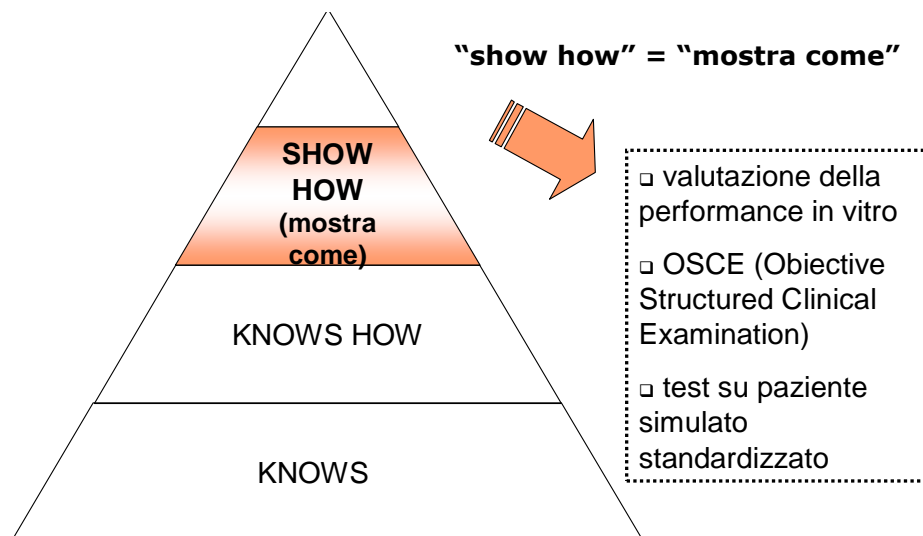 “show how” = “mostra come”
SHOW
HOW
(mostra
come)
KNOWS HOW
KNOWS
❑ valutazione della
performance in vitro
❑ OSCE (Obiective
Structured Clinical
Examination)
❑ test su paziente
simulato
standardizzato